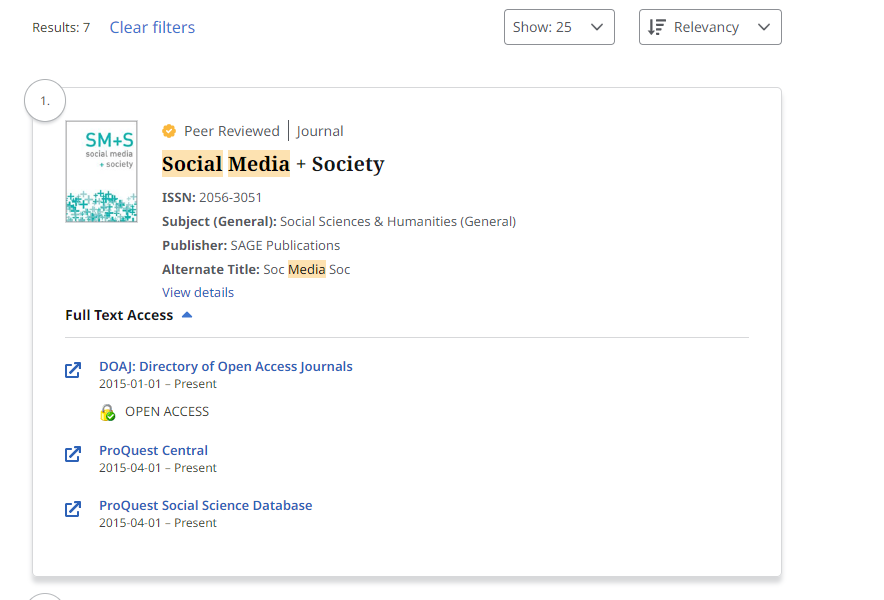 Results: 7 Clear filters Show: 25 Relevancy
1.
SM+S
social media
+ society
Peer Reviewed | Journal
Social Media + Society
ISSN: 2056-3051
Subject (General): Social Sciences & Humanities (General)
Publisher: SAGE Publications
Alternate Title: Soc Media Soc
View details
Full Text Access
DOAJ: Directory of Open Access Journals
2015-01-01 – Present
OPEN ACCESS
ProQuest Central
2015-04-01 – Present
ProQuest Social Science Database
2015-04-01 – Present